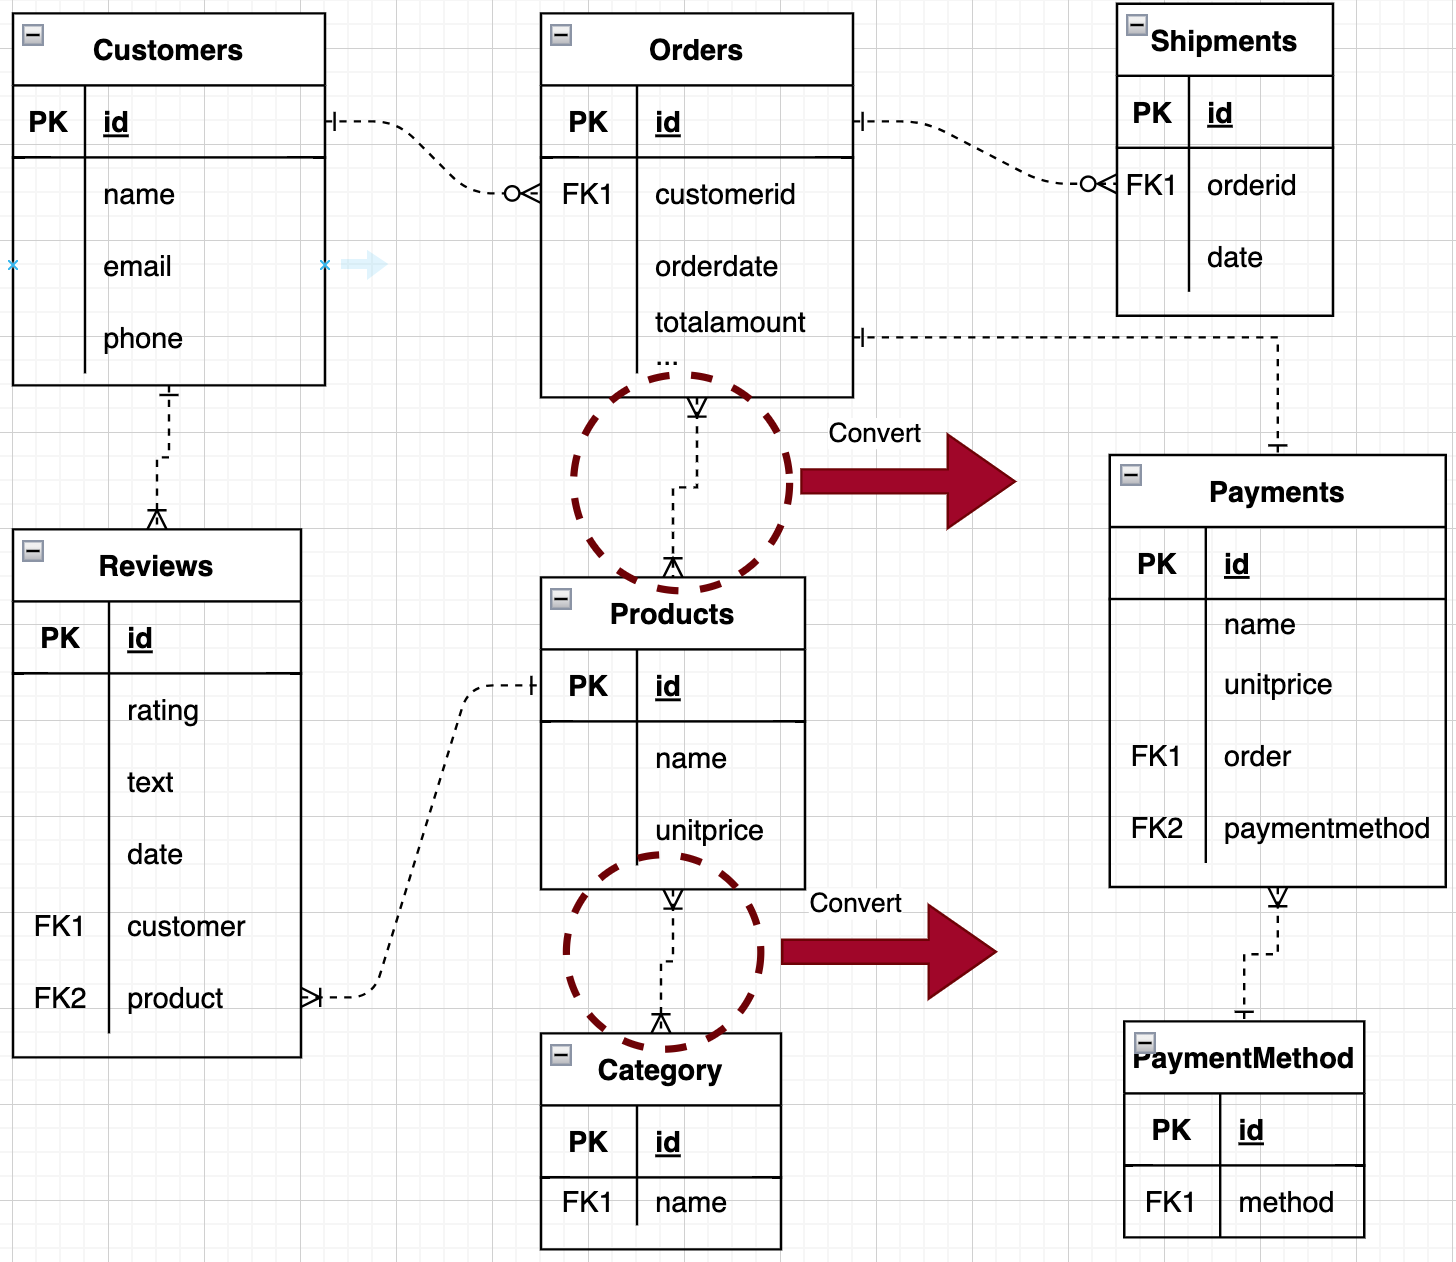 Customers
PK id
name
email
phone
Orders
PK id
FK1 customerid
orderdate
totalamount
...
Shipments
PK id
FK1 orderid
date
Convert
Reviews
PK id
rating
text
date
FK1 customer
FK2 product
Products
PK id
name
unitprice
Payments
PK id
name
unitprice
FK1 order
FK2 paymentmethod
Convert
Category
PK id
FK1 name
PaymentMethod
PK id
FK1 method